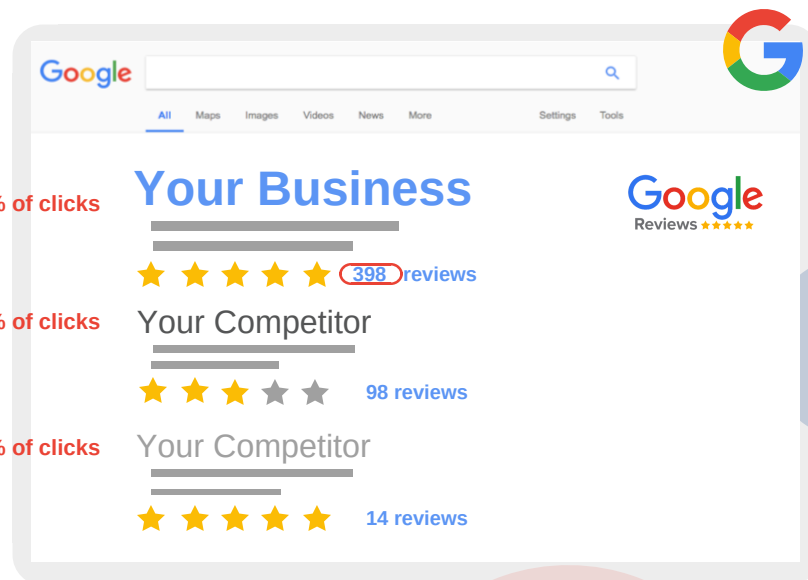 Google
All Maps Images Videos News More Settings Tools
Your Business
% of clicks
Google
Reviews
398 reviews
Your Competitor
% of clicks
98 reviews
Your Competitor
% of clicks
14 reviews